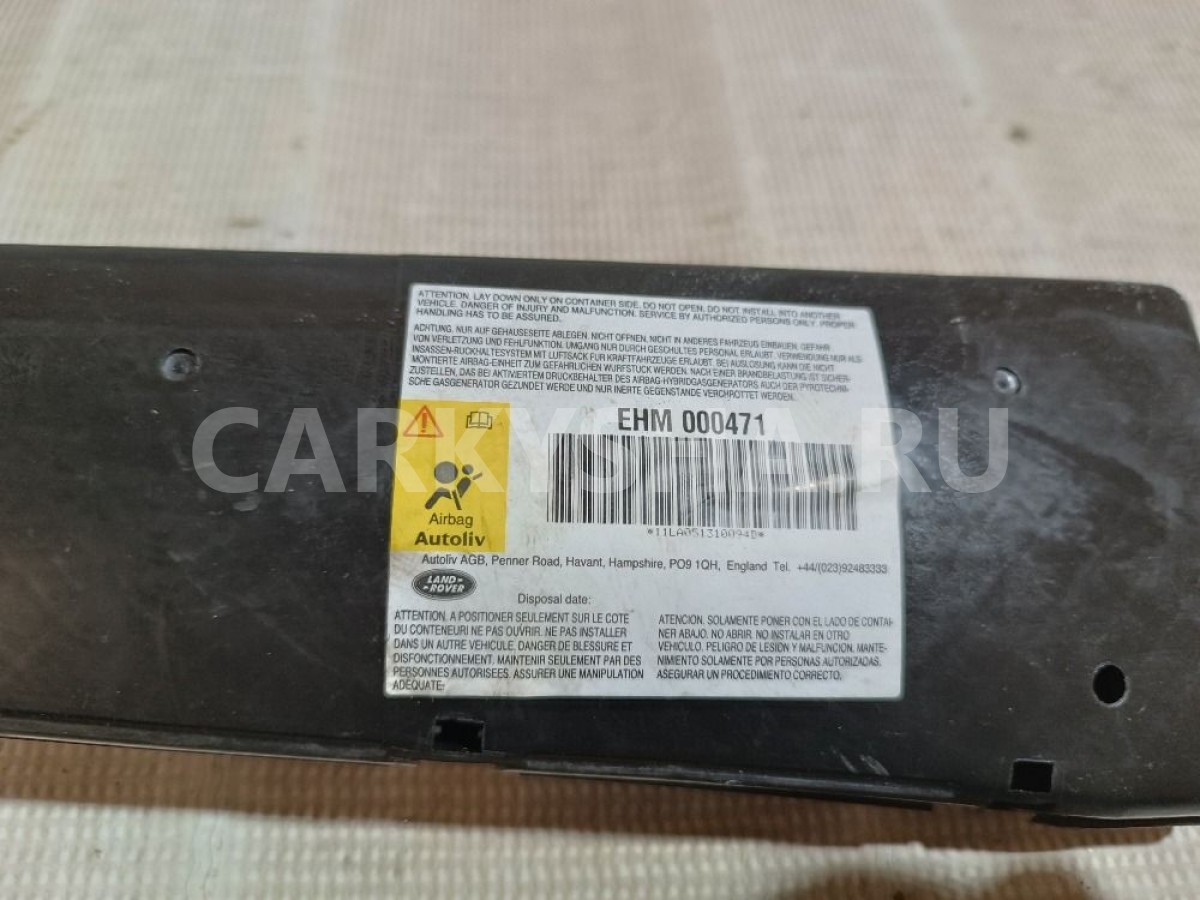 ATTENTION. LAY DOWN ONLY ON CONTAINER SIDE. DO NOT OPEN. DO NOT INSTALL INTO ANOTHER
VEHICLE. DANGER OF INJURY AND MALFUNCTION. SERVICE BY AUTHORIZED PERSONS ONLY. PROPER
HANDLING HAS TO BE ASSURED.
ACHTUNG. NUR AUF GEHAUSESEITE ABLEGEN. NICHT OFFNEN. NICHT IN ANDERES FAHRZEUG EINBAUEN. GEFAHR
VON VERLETZUNG UND FEHLFUNKTION. UMGANG NUR DURCH GESCHULTES PERSONAL ERLAUBT. VERWENDUNG NUR ALS
INSASSEN-RUCKHALTESYSTEM MIT LUFTSACK FUR KRAFTFAHRZEUGE ERLAUBT. BEI AUSLOSUNG KANN DIE NICHT
MONTIERTE AIRBAG-EINHEIT ZUM GEFAHRLICHEN WURFSTUCK WERDEN. NACH EINER BRANDBELASTUNG IST SICHER-
ZUSTELLEN, DAS BEI AKTIVIERTEM DRUCKBEHALTER DES AIRBAG-HYBRIDGASGENERATORS AUCH DER PYROTECHNI-
SCHE GASGENERATOR GEZUNDET WERDE UND NUR INERTE GEGENSTANDE VERSCHROTTET WERDEN.
EHM 000471
CARKYSHA.RU
*11LA051310094D*
Airbag
Autoliv
Autoliv AGB, Penner Road, Havant, Hampshire, PO9 1QH, England Tel. +44/(023)92483333
LAND-
-ROVER
Disposal date:
ATTENTION. A POSITIONER SEULEMENT SUR LE COTE
DU CONTENEUR! NE PAS OUVRIR. NE PAS INSTALLER
DANS UN AUTRE VEHICULE. DANGER DE BLESSURE ET
DISFONCTIONNEMENT. MAINTENIR SEULEMENT PAR DES
PERSONNES AUTORISEES. ASSURER UNE MANIPULATION
ADEQUATE.
ATENCION. SOLAMENTE PONER CON EL LADO DE CONTAI-
NER ABAJO. NO ABRIR. NO INSTALAR EN OTRO
VEHICULO. PELIGRO DE LESION Y MALFUNCION. MANTE-
NIMIENTO SOLAMENTE POR PERSONAS AUTORIZADAS.
ASEGURAR UN PROCEDIMIENTO CORRECTO.